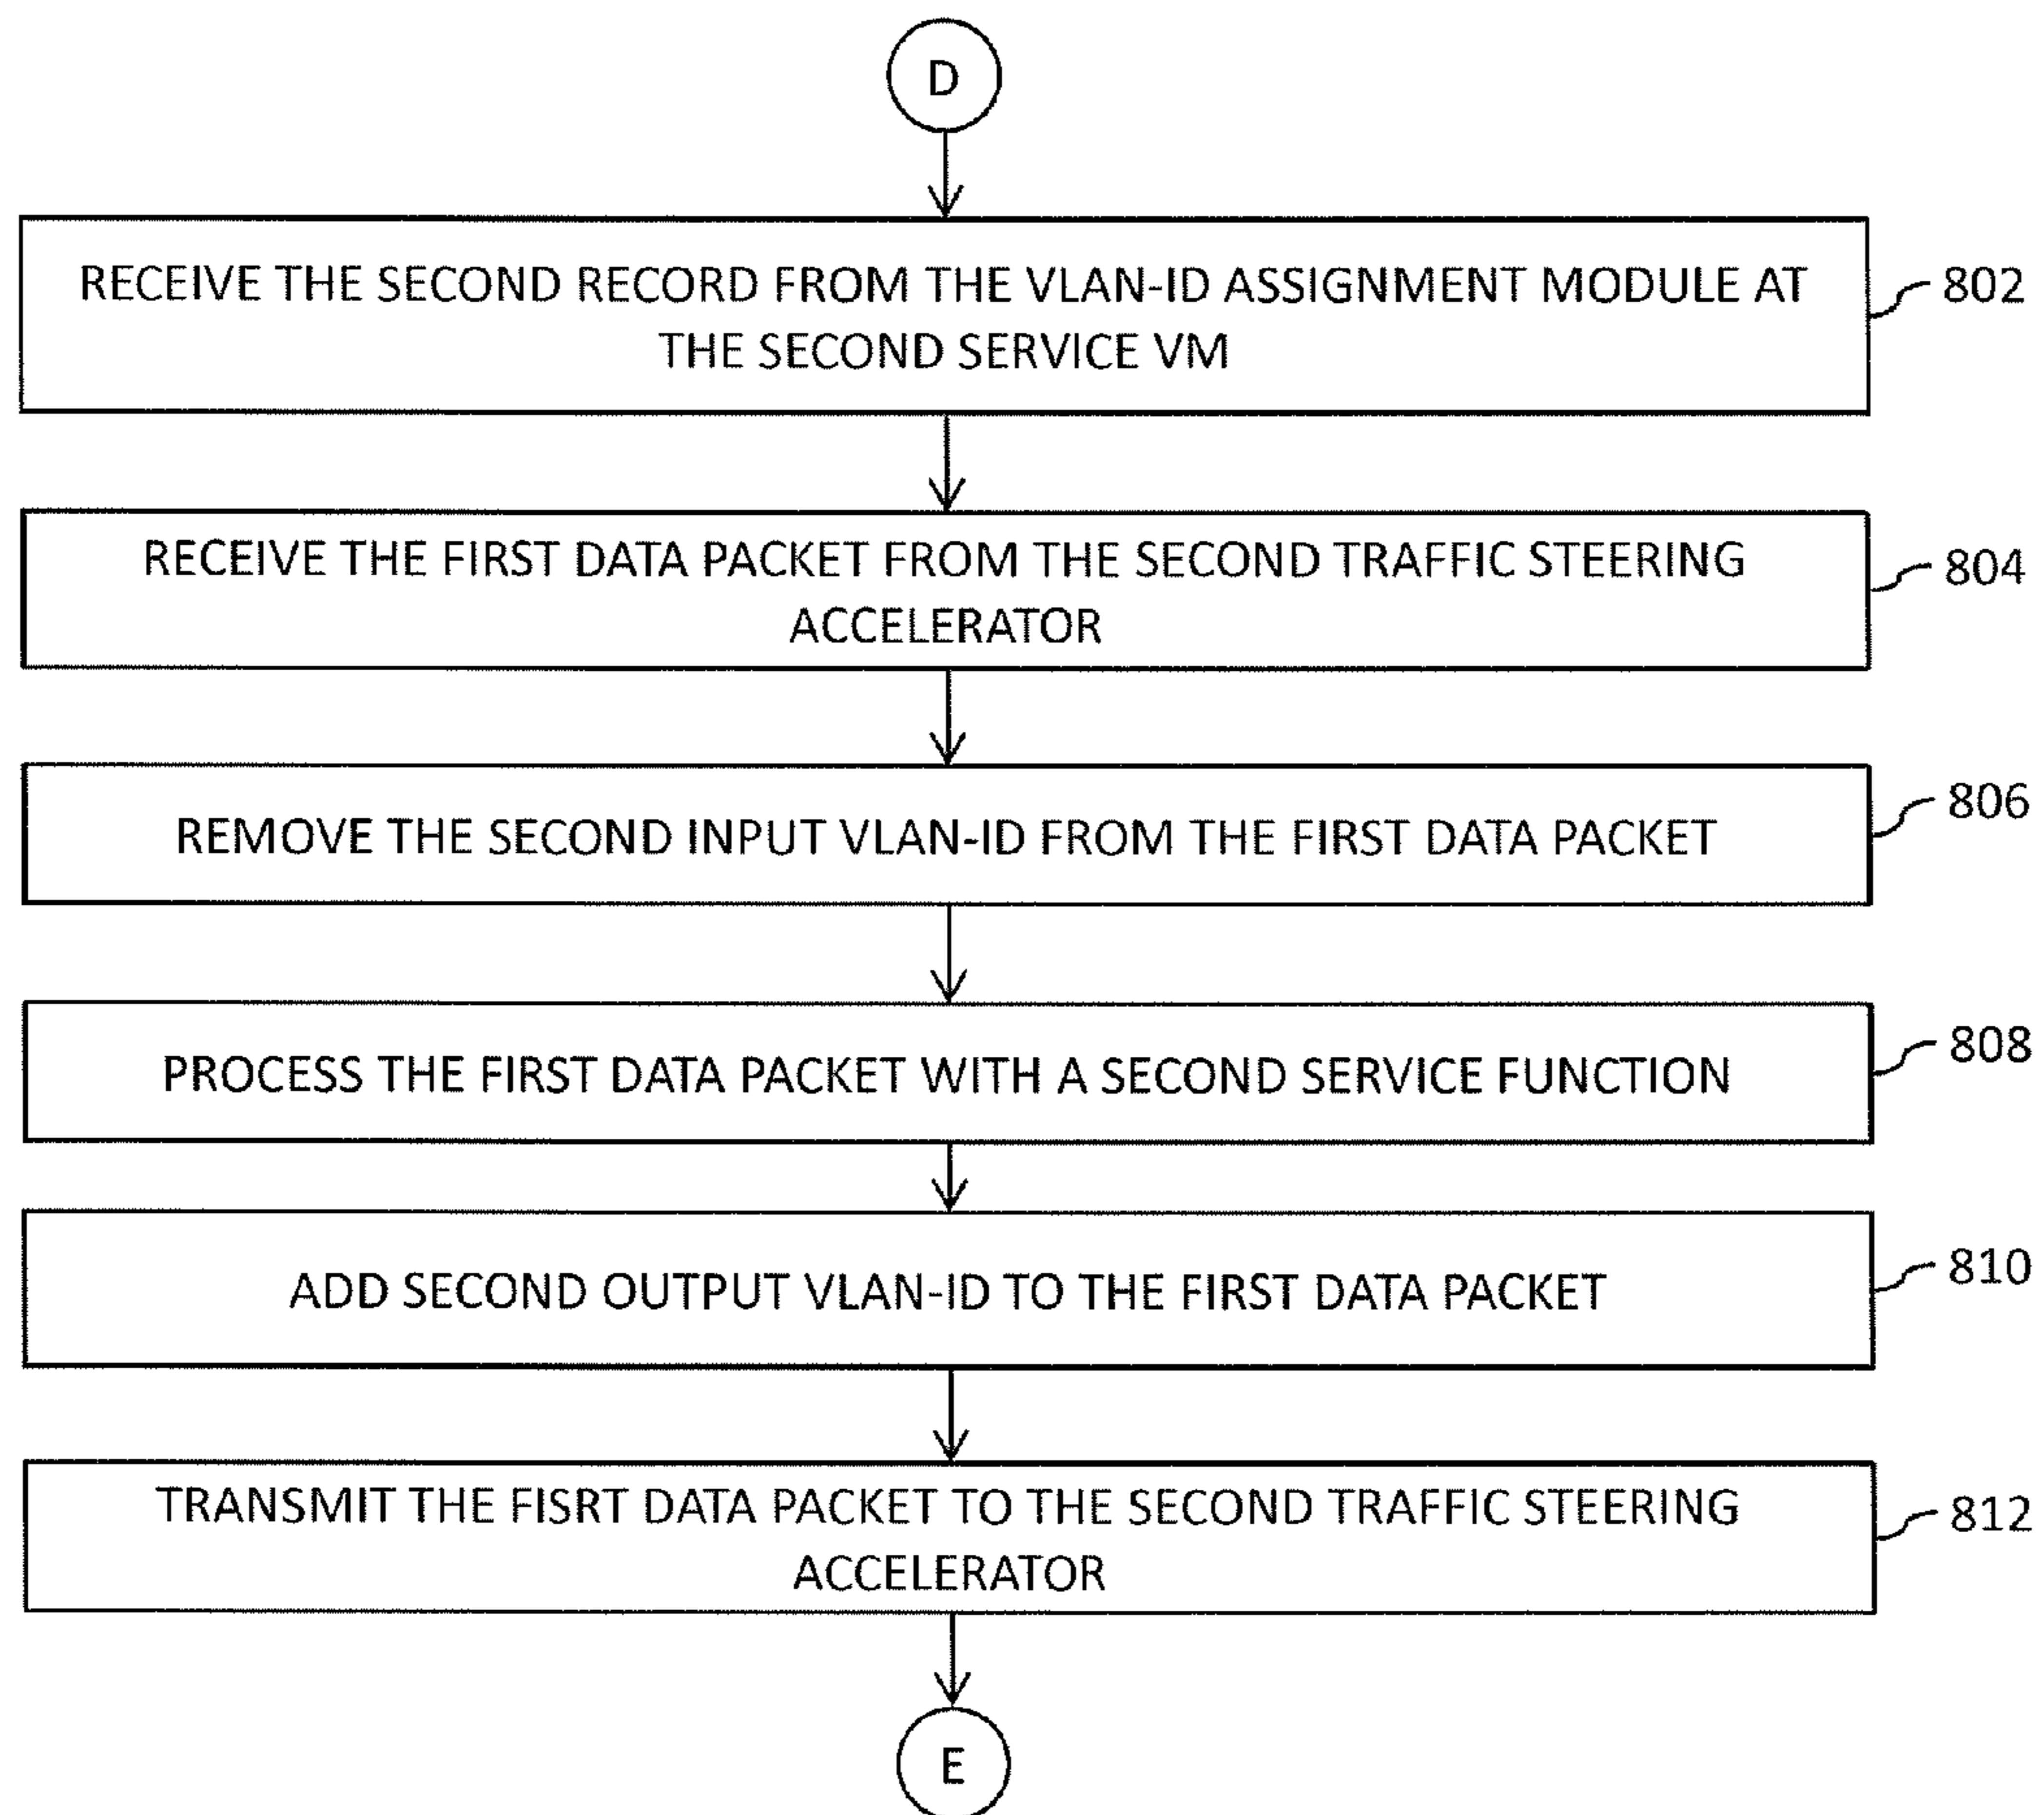 D
RECEIVE THE SECOND RECORD FROM THE VLAN-ID ASSIGNMENT MODULE AT
THE SECOND SERVICE VM
802
RECEIVE THE FIRST DATA PACKET FROM THE SECOND TRAFFIC STEERING
ACCELERATOR
804
REMOVE THE SECOND INPUT VLAN-ID FROM THE FIRST DATA PACKET
806
PROCESS THE FIRST DATA PACKET WITH A SECOND SERVICE FUNCTION
808
ADD SECOND OUTPUT VLAN-ID TO THE FIRST DATA PACKET
810
TRANSMIT THE FISRT DATA PACKET TO THE SECOND TRAFFIC STEERING
ACCELERATOR
812
E